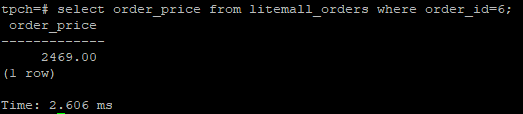 tpch=# select order_price from litemall_orders where order_id=6;
order_price
-------------
2469.00
(1 row)
Time: 2.606 ms